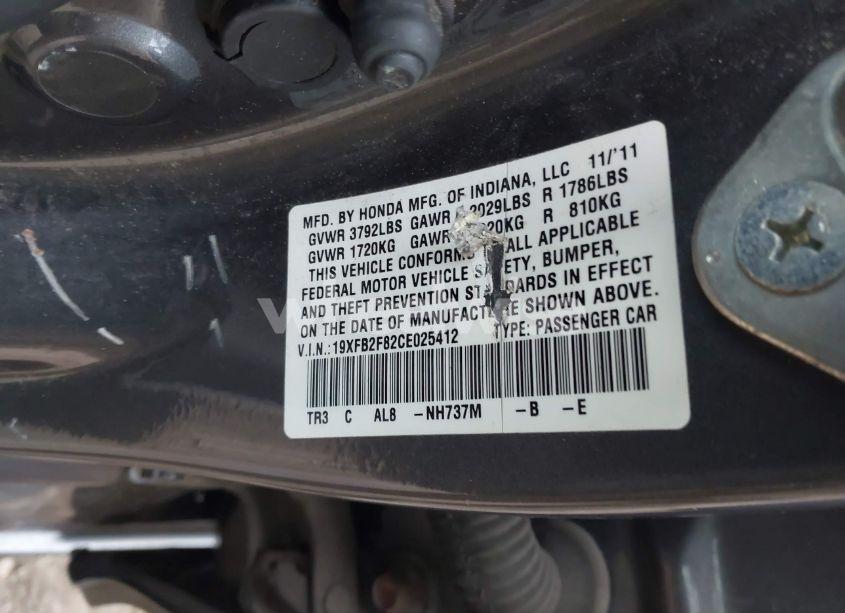 MFD. BY HONDA MFG. OF INDIANA, LLC 11/'11
GVWR 3792LBS GAWR 2029LBS R 1786LBS
GVWR 1720KG GAWR 20KG R 810KG
THIS VEHICLE CONFORMS ALL APPLICABLE
FEDERAL MOTOR VEHICLE SAFETY, BUMPER,
AND THEFT PREVENTION STANDARDS IN EFFECT
ON THE DATE OF MANUFACTURE SHOWN ABOVE.
V.I.N.: 19XFB2F82CE025412 TYPE: PASSENGER CAR
TR3 C AL8 -NH737M -B -E